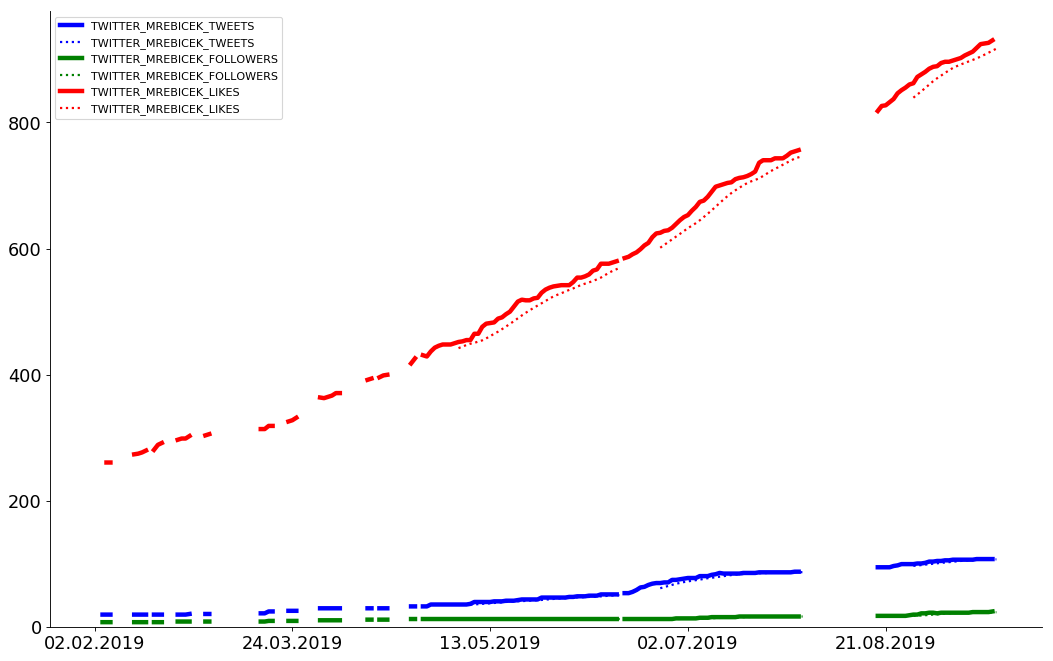 TWITTER_MREBICEK_TWEETS
TWITTER_MREBICEK_TWEETS
TWITTER_MREBICEK_FOLLOWERS
TWITTER_MREBICEK_FOLLOWERS
TWITTER_MREBICEK_LIKES
TWITTER_MREBICEK_LIKES
800
600
400
200
0
02.02.2019 24.03.2019 13.05.2019 02.07.2019 21.08.2019